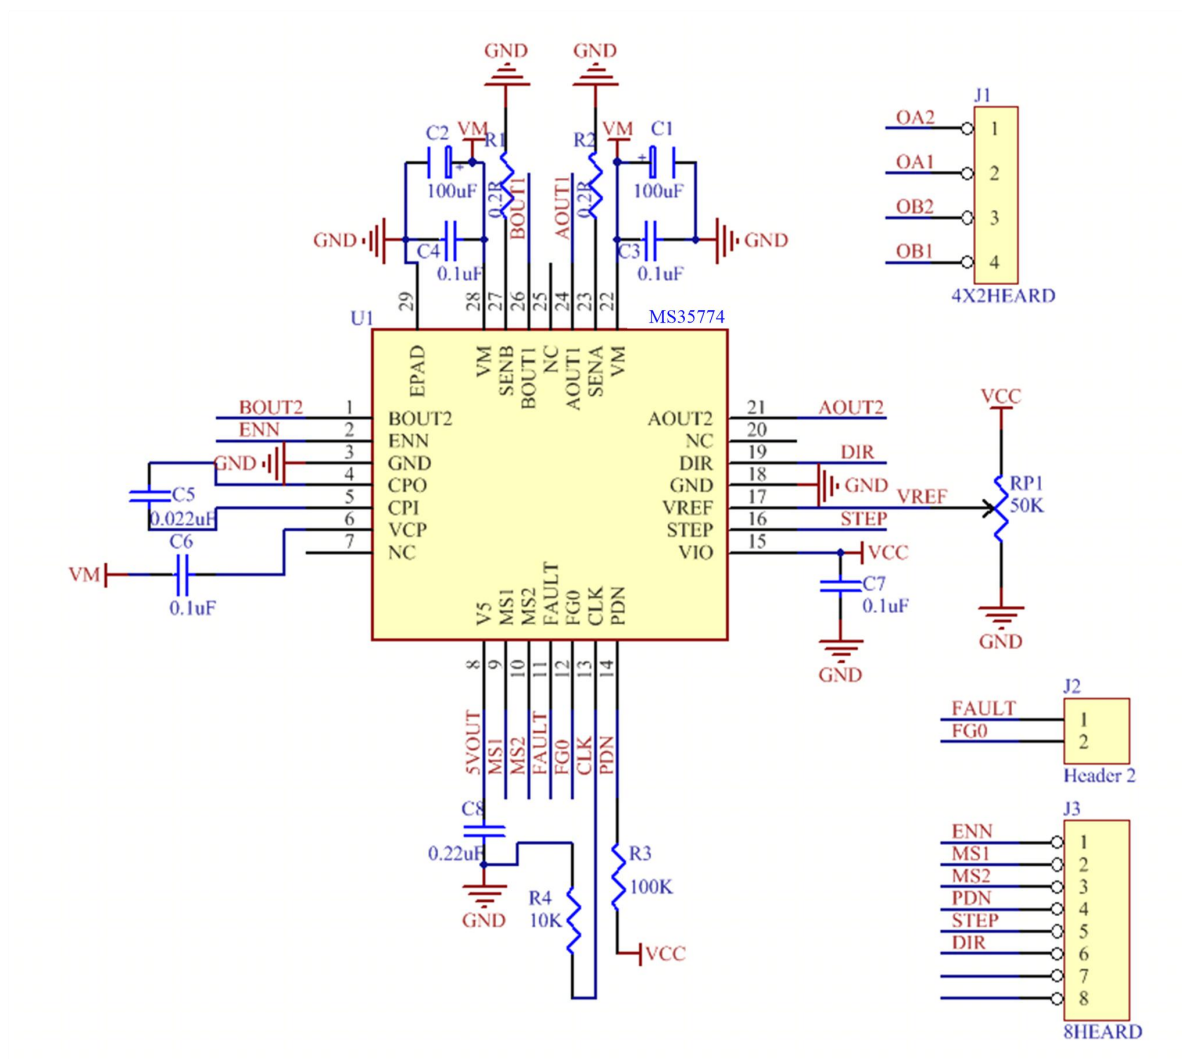 GND
GND
J1
C2
VM
R1
R2
VM
C1
OA2
1
+
+
100uF
0.2R
BOUT1
AOUT1
0.2R
100uF
OA1
2
OB2
3
GND
C4
C3
GND
OB1
4
0.1uF
0.1uF
4X2HEARD
29
28
27
26
25
24
23
22
U1
MS35774
EPAD
VM
SENB
BOUT1
NC
AOUT1
SENA
VM
BOUT2
1
BOUT2
AOUT2
21
AOUT2
VCC
ENN
2
ENN
NC
20
GND
3
GND
DIR
19
DIR
4
CPO
GND
18
GND
C5
0.022uF
5
CPI
VREF
17
VREF
RP1
50K
6
VCP
STEP
16
STEP
C6
7
NC
VIO
15
VCC
VM
0.1uF
C7
0.1uF
GND
GND
V5
MS1
MS2
FAULT
FG0
CLK
PDN
8
9
10
11
12
13
14
5VOUT
MS1
MS2
FAULT
FG0
CLK
PDN
J2
FAULT
1
FG0
2
Header 2
C8
0.22uF
GND
R4
10K
R3
100K
VCC
J3
ENN
1
MS1
2
MS2
3
PDN
4
STEP
5
DIR
6
7
8
8HEARD